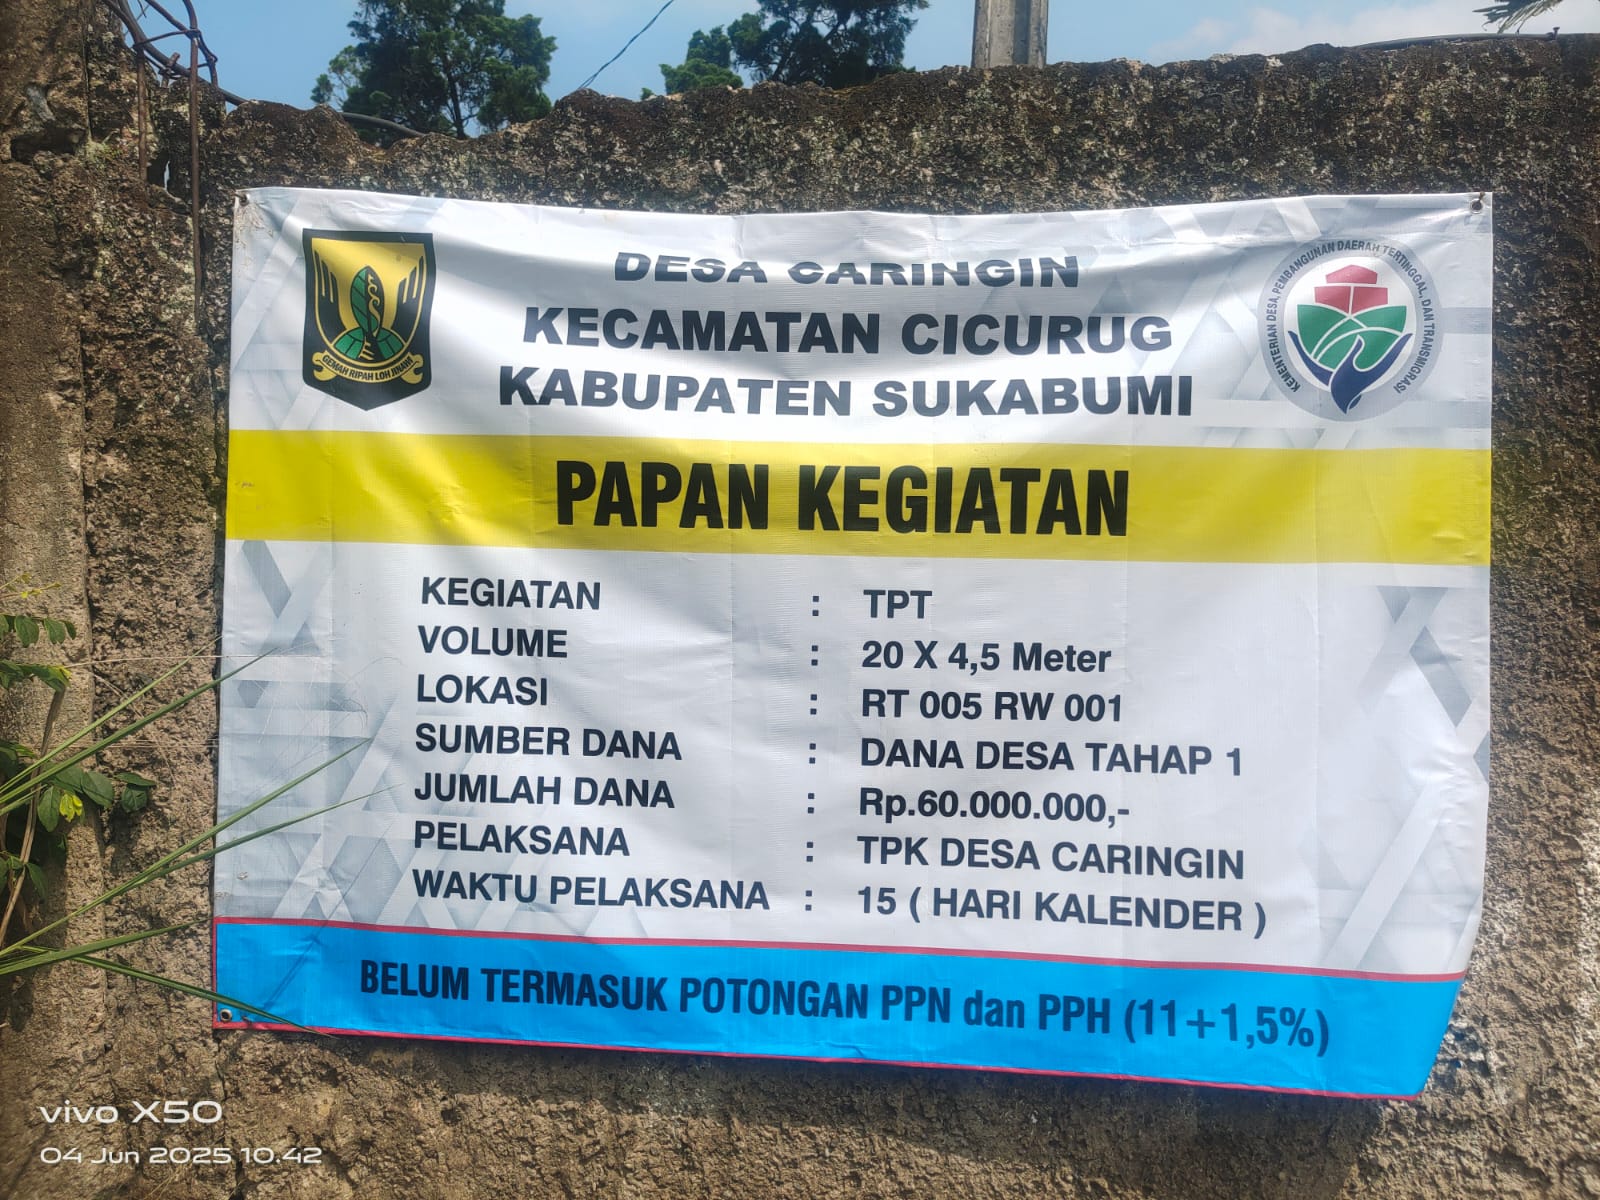 DESA CARINGIN
KECAMATAN CICURUG
KABUPATEN SUKABUMI
GEMAH RIPAH LOH JINAWI
KEMENTERIAN DESA, PEMBANGUNAN DAERAH TERTINGGAL, DAN TRANSMIGRASI
PAPAN KEGIATAN
KEGIATAN : TPT
VOLUME : 20 X 4,5 Meter
LOKASI : RT 005 RW 001
SUMBER DANA : DANA DESA TAHAP 1
JUMLAH DANA : Rp.60.000.000,-
PELAKSANA : TPK DESA CARINGIN
WAKTU PELAKSANA : 15 ( HARI KALENDER )
BELUM TERMASUK POTONGAN PPN dan PPH (11+1,5%)
vivo X50
04 Jun 2025 10.42